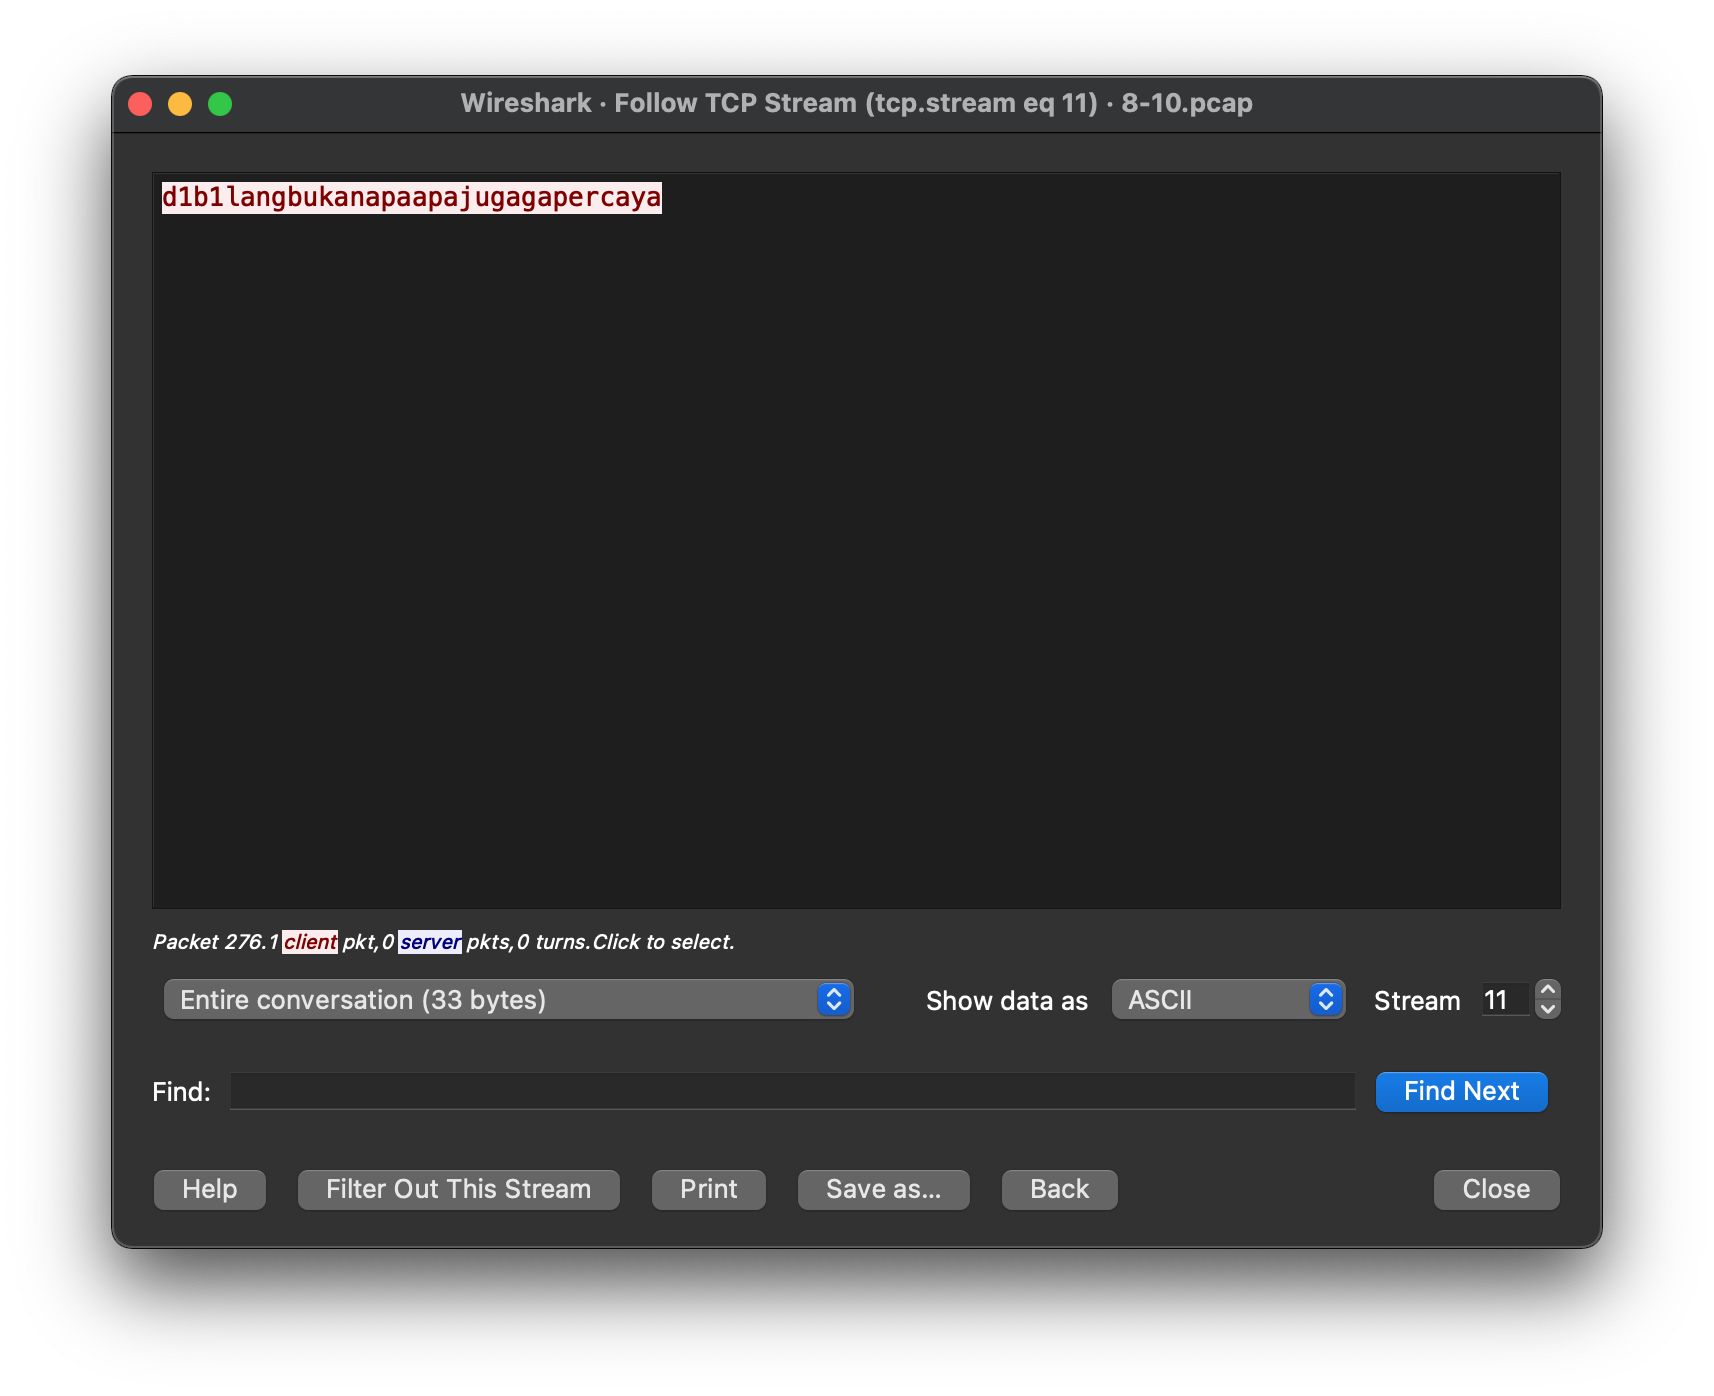 Wireshark · Follow TCP Stream (tcp.stream eq 11) · 8-10.pcap
d1b1langbukanapaapajugagapercaya
Packet 276.1 client pkt,0 server pkts,0 turns.Click to select.
Entire conversation (33 bytes) Show data as ASCII Stream 11
Find: Find Next
Help Filter Out This Stream Print Save as... Back Close